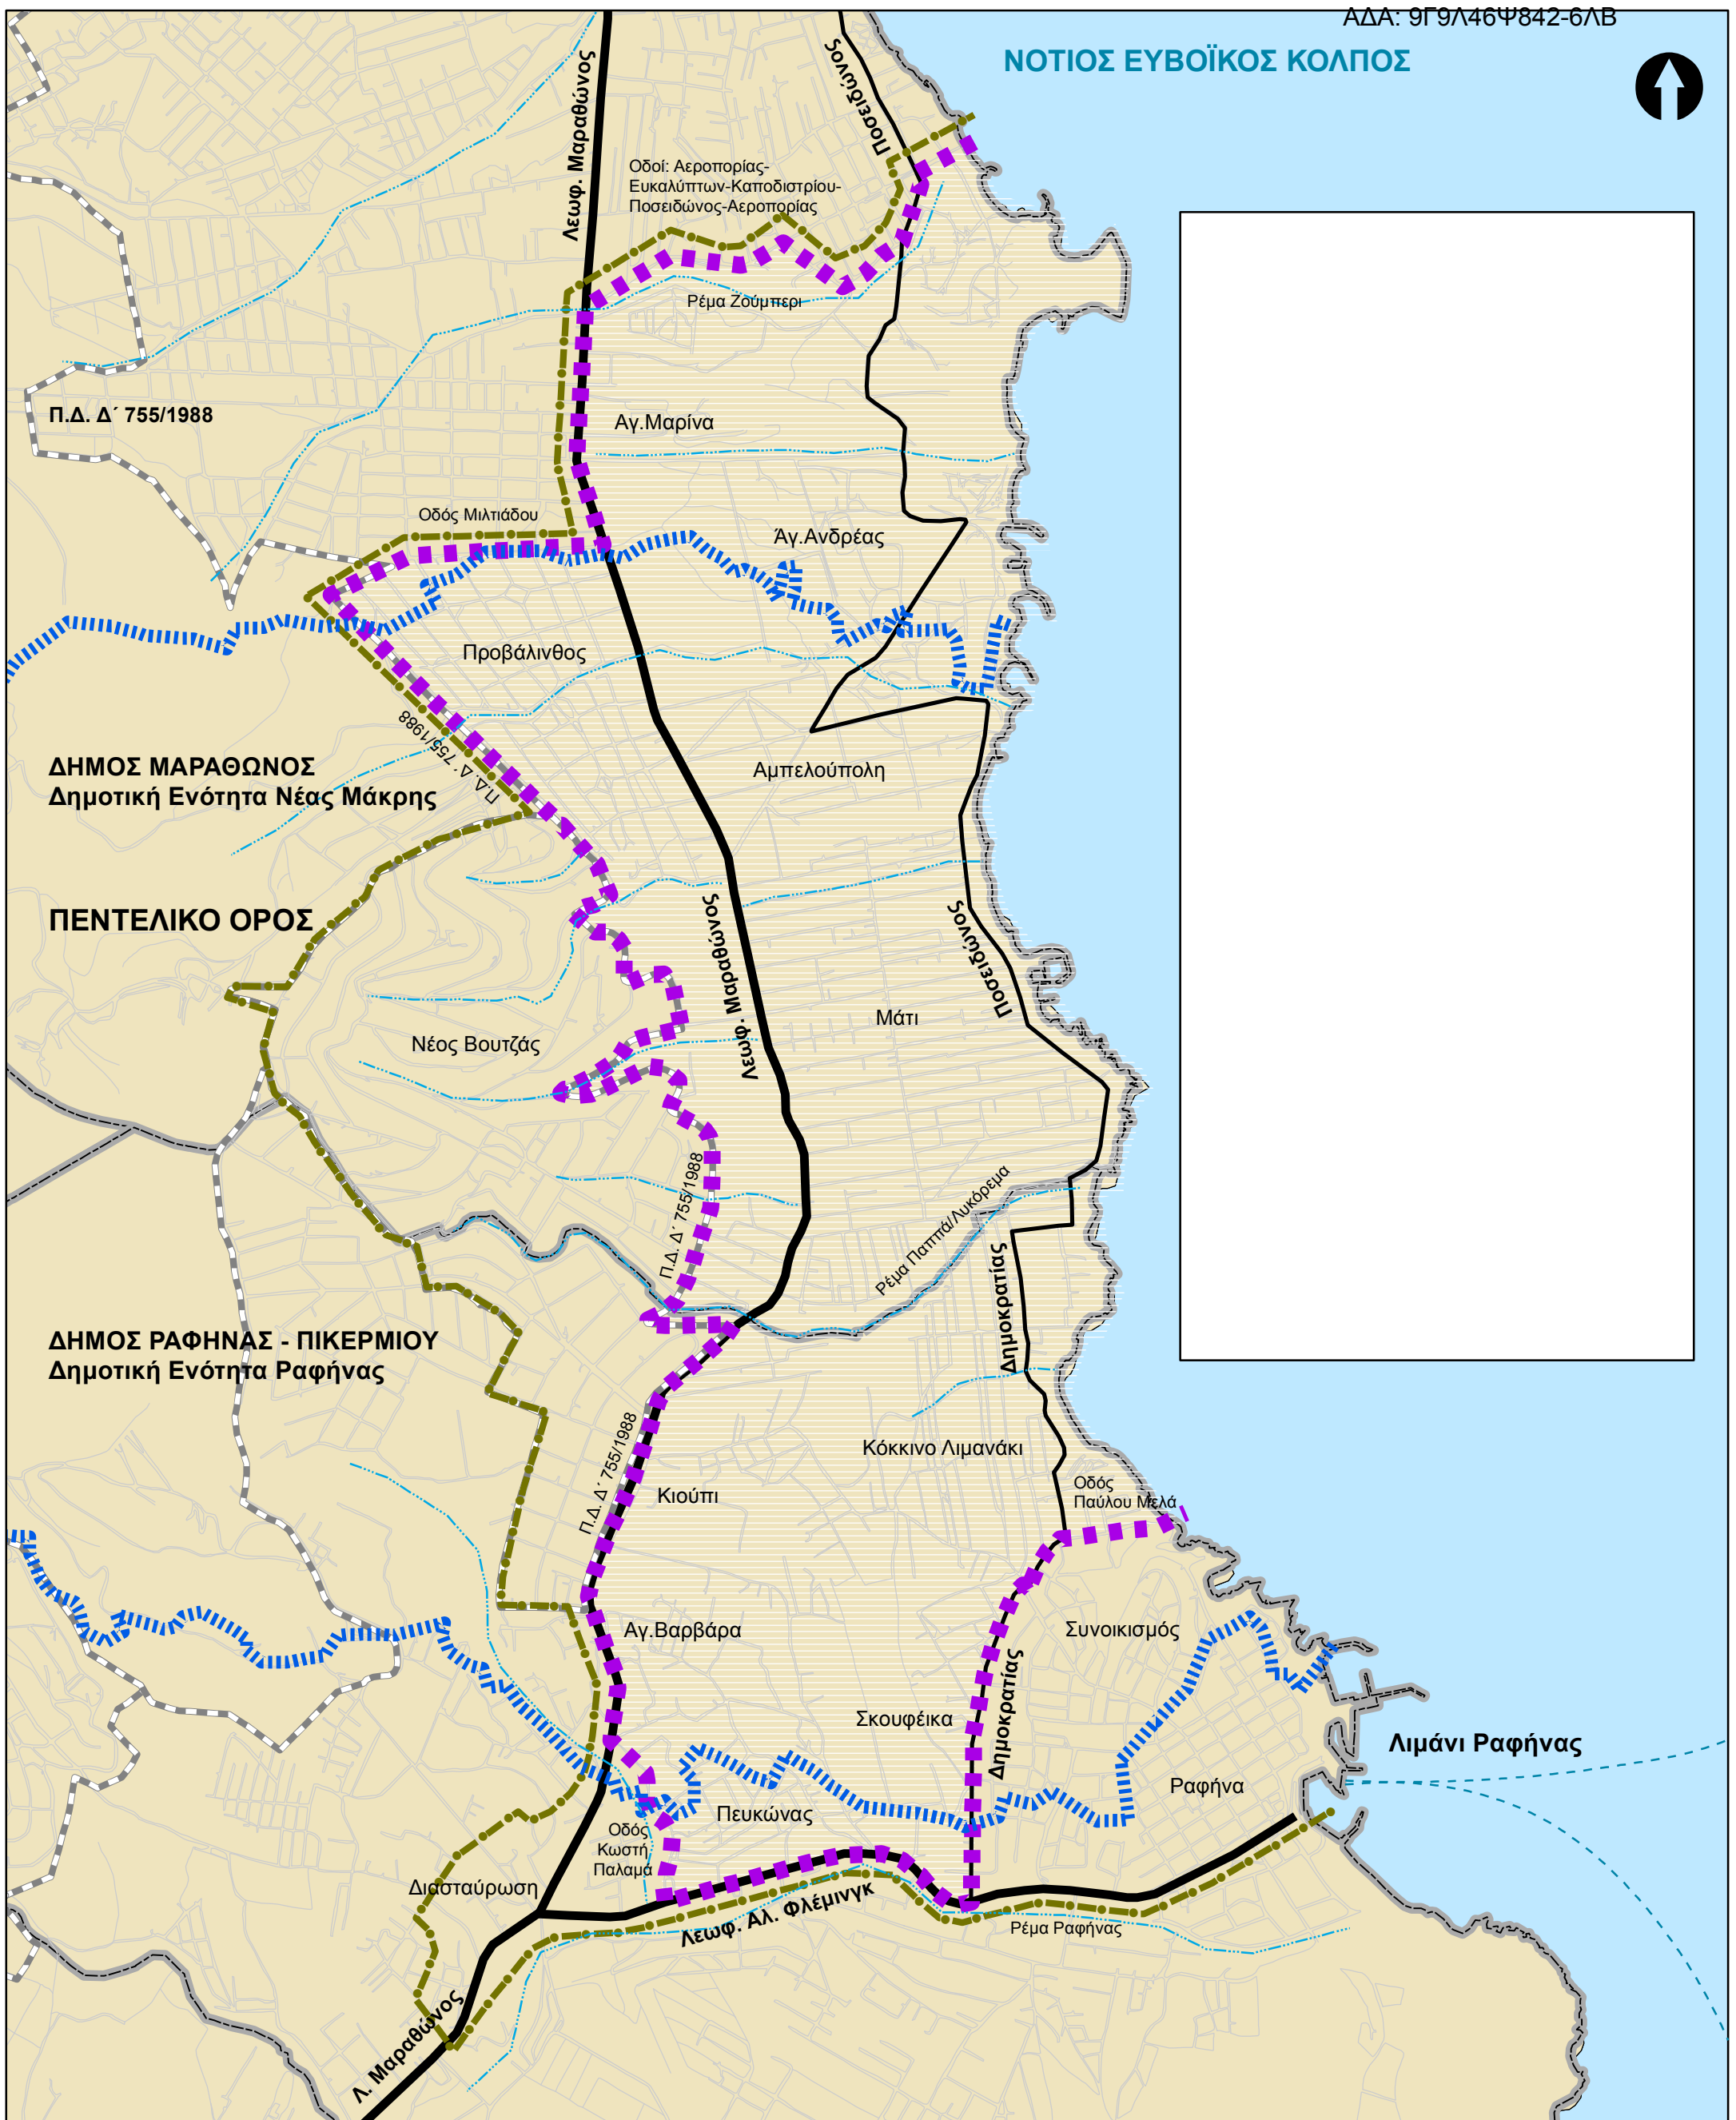 ΑΔΑ: 9Γ9Λ46Ψ842-6ΛΒ
ΝΟΤΙΟΣ ΕΥΒΟΪΚΟΣ ΚΟΛΠΟΣ
Λεωφ. Μαραθώνος
Ποσειδώνος
Οδοί: Αεροπορίας-
Ευκαλύπτων-Καποδιστρίου-
Ποσειδώνος-Αεροπορίας
Ρέμα Ζούμπερι
Π.Δ. Δ΄ 755/1988
Αγ.Μαρίνα
Οδός Μιλτιάδου
Άγ.Ανδρέας
Προβάλινθος
Π.Δ. Δ΄ 755/1988
ΔΗΜΟΣ ΜΑΡΑΘΩΝΟΣ
Δημοτική Ενότητα Νέας Μάκρης
Αμπελούπολη
ΠΕΝΤΕΛΙΚΟ ΟΡΟΣ
Λεωφ. Μαραθώνος
Ποσειδώνος
Μάτι
Νέος Βουτζάς
Π.Δ. Δ΄ 755/1988
Ρέμα Παππά/Λυκόρεμα
Δημοκρατίας
ΔΗΜΟΣ ΡΑΦΗΝΑΣ - ΠΙΚΕΡΜΙΟΥ
Δημοτική Ενότητα Ραφήνας
Π.Δ. Δ΄ 755/1988
Κόκκινο Λιμανάκι
Κιούπι
Οδός
Παύλου Μελά
Αγ.Βαρβάρα
Συνοικισμός
Δημοκρατίας
Σκουφέικα
Λιμάνι Ραφήνας
Ραφήνα
Πευκώνας
Οδός
Κωστή
Παλαμά
Διασταύρωση
Λεωφ. Αλ. Φλέμινγκ
Ρέμα Ραφήνας
Λ. Μαραθώνος